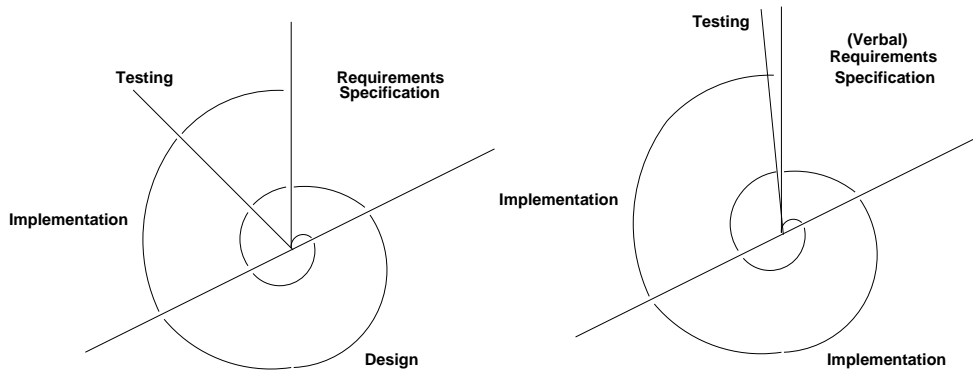 Testing
Requirements
Specification
Implementation
Design
Testing
(Verbal)
Requirements
Specification
Implementation
Implementation